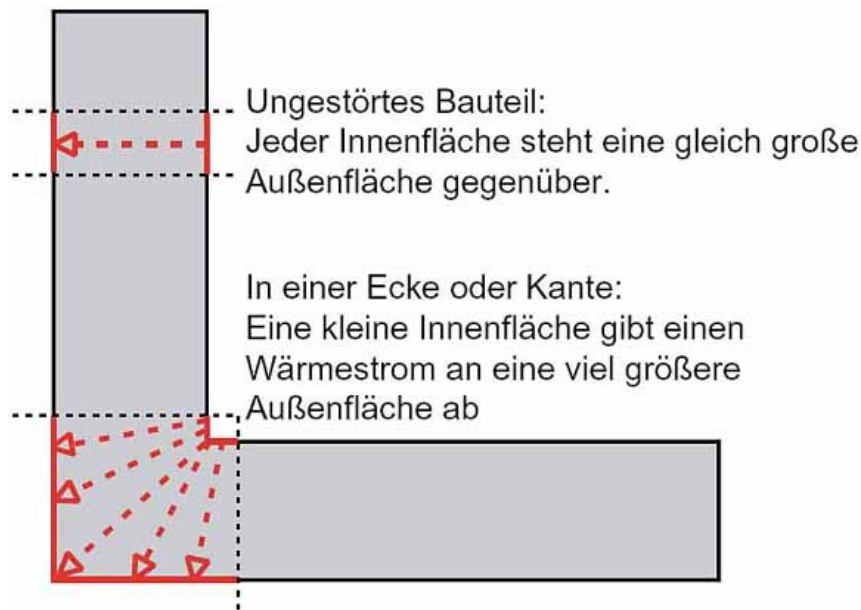 Ungestörtes Bauteil:
Jeder Innenfläche steht eine gleich große
Außenfläche gegenüber.
In einer Ecke oder Kante:
Eine kleine Innenfläche gibt einen
Wärmestrom an eine viel größere
Außenfläche ab